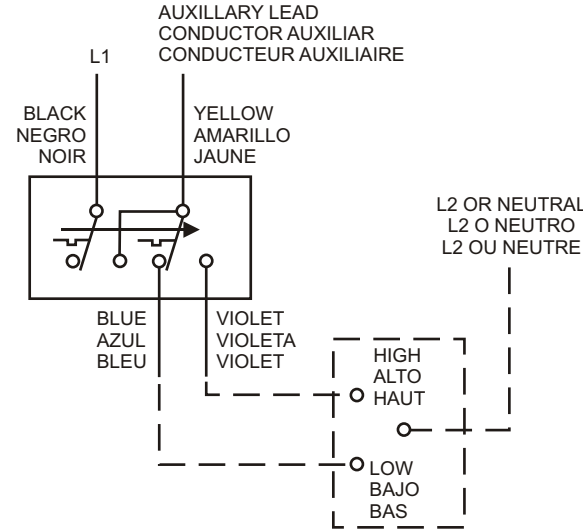 AUXILLARY LEAD
CONDUCTOR AUXILIAR
CONDUCTEUR AUXILIAIRE
L1
BLACK
NEGRO
NOIR
YELLOW
AMARILLO
JAUNE
L2 OR NEUTRAL
L2 O NEUTRO
L2 OU NEUTRE
BLUE
AZUL
BLEU
VIOLET
VIOLETA
VIOLET
HIGH
ALTO
HAUT
LOW
BAJO
BAS